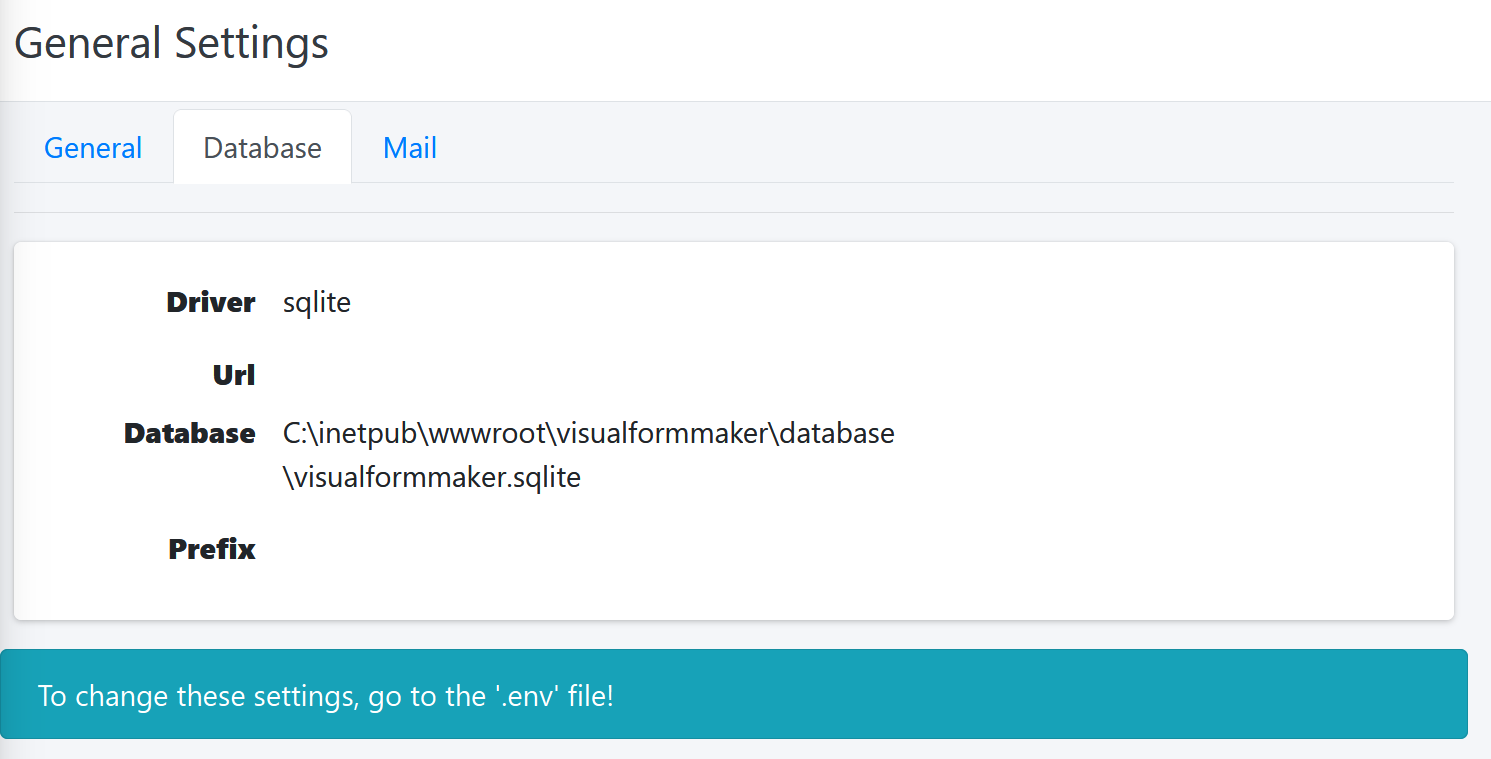 General Settings
General Database Mail
Driver sqlite
Url
Database C:\inetpub\wwwroot\visualformmaker\database
\visualformmaker.sqlite
Prefix
To change these settings, go to the '.env' file!